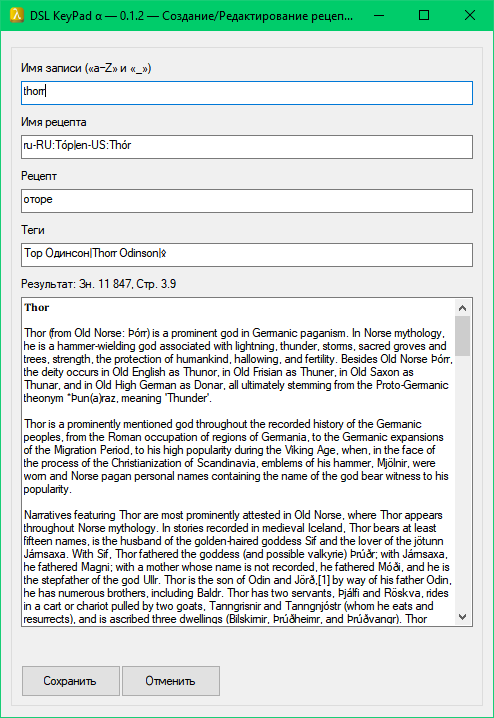 DSL KeyPad α — 0.1.2 — Создание/Редактирование рецеп...
Имя записи («a–Z» и «_»)
thorr
Имя рецепта
ru-RU:То́р|en-US:Thór
Рецепт
оторе
Теги
Тор Одинсон|Thorr Odinson|
Результат: Зн. 11 847, Стр. 3.9
Thor
Thor (from Old Norse: Þórr) is a prominent god in Germanic paganism. In Norse mythology,
he is a hammer-wielding god associated with lightning, thunder, storms, sacred groves and
trees, strength, the protection of humankind, hallowing, and fertility. Besides Old Norse Þórr,
the deity occurs in Old English as Thunor, in Old Frisian as Thuner, in Old Saxon as
Thunar, and in Old High German as Donar, all ultimately stemming from the Proto-Germanic
theonym *Þun(a)raz, meaning 'Thunder'.
Thor is a prominently mentioned god throughout the recorded history of the Germanic
peoples, from the Roman occupation of regions of Germania, to the Germanic expansions
of the Migration Period, to his high popularity during the Viking Age, when, in the face of
the process of the Christianization of Scandinavia, emblems of his hammer, Mjölnir, were
worn and Norse pagan personal names containing the name of the god bear witness to his
popularity.
Narratives featuring Thor are most prominently attested in Old Norse, where Thor appears
throughout Norse mythology. In stories recorded in medieval Iceland, Thor bears at least
fifteen names, is the husband of the golden-haired goddess Sif and the lover of the jötunn
Járnsaxa. With Sif, Thor fathered the goddess (and possible valkyrie) Þrúðr; with Járnsaxa,
he fathered Magni; with a mother whose name is not recorded, he fathered Móði, and he is
the stepfather of the god Ullr. Thor is the son of Odin and Jörð,[1] by way of his father Odin,
he has numerous brothers, including Baldr. Thor has two servants, Þjálfi and Röskva, rides
in a cart or chariot pulled by two goats, Tanngrisnir and Tanngnjóstr (whom he eats and
resurrects), and is ascribed three dwellings (Bilskirnir, Þrúðheimr, and Þrúðvangr). Thor
Сохранить
Отменить